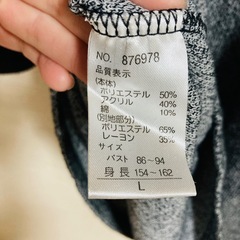 NO. 876978
品質表示
(本体)
ポリエステル 50%
アクリル 40%
綿 10%
(別地部分)
ポリエステル 65%
レーヨン 35%
サイズ
バスト 86~94
身長 154~162
L